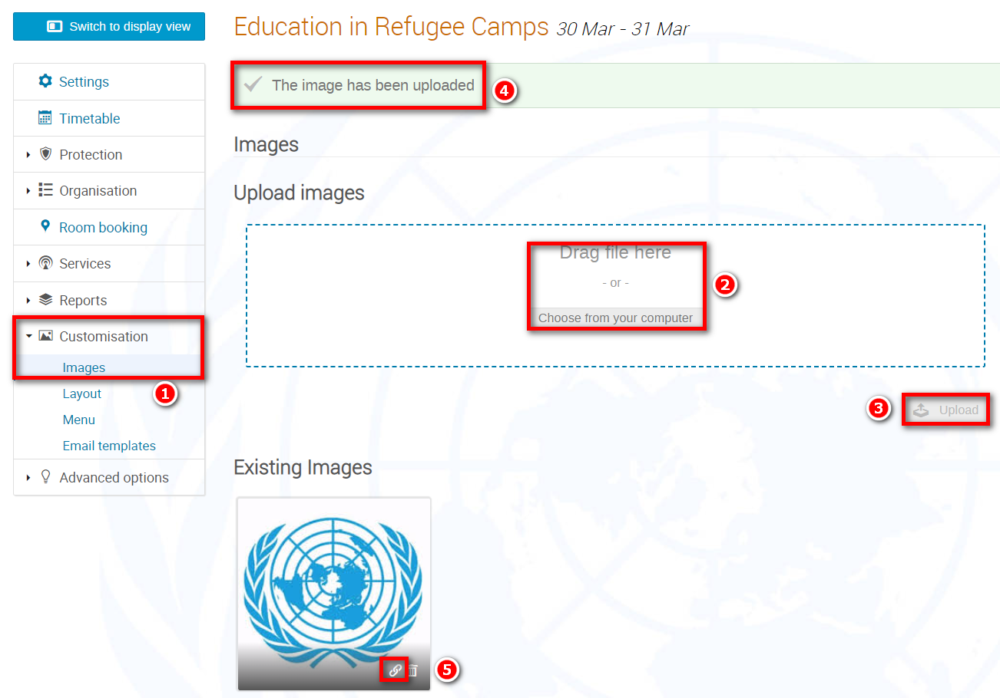 Switch to display view
Education in Refugee Camps 30 Mar - 31 Mar
Settings
Timetable
Protection
Organisation
Room booking
Services
Reports
Customisation
Images
1
Layout
Menu
Email templates
Advanced options
The image has been uploaded
4
Images
Upload images
Drag file here
- or -
2
Choose from your computer
3
Upload
Existing Images
5